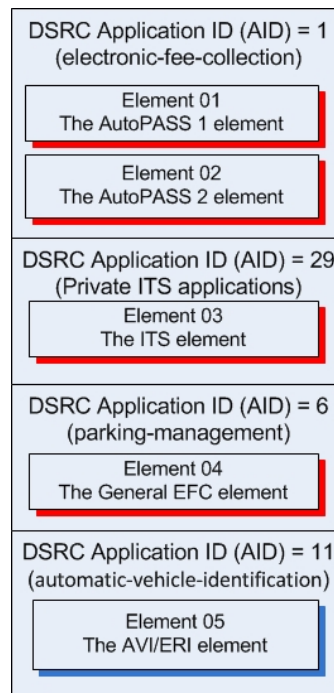 DSRC Application ID (AID) = 1
(electronic-fee-collection)
Element 01
The AutoPASS 1 element
Element 02
The AutoPASS 2 element
DSRC Application ID (AID) = 29
(Private ITS applications)
Element 03
The ITS element
DSRC Application ID (AID) = 6
(parking-management)
Element 04
The General EFC element
DSRC Application ID (AID) = 11
(automatic-vehicle-identification)
Element 05
The AVI/ERI element